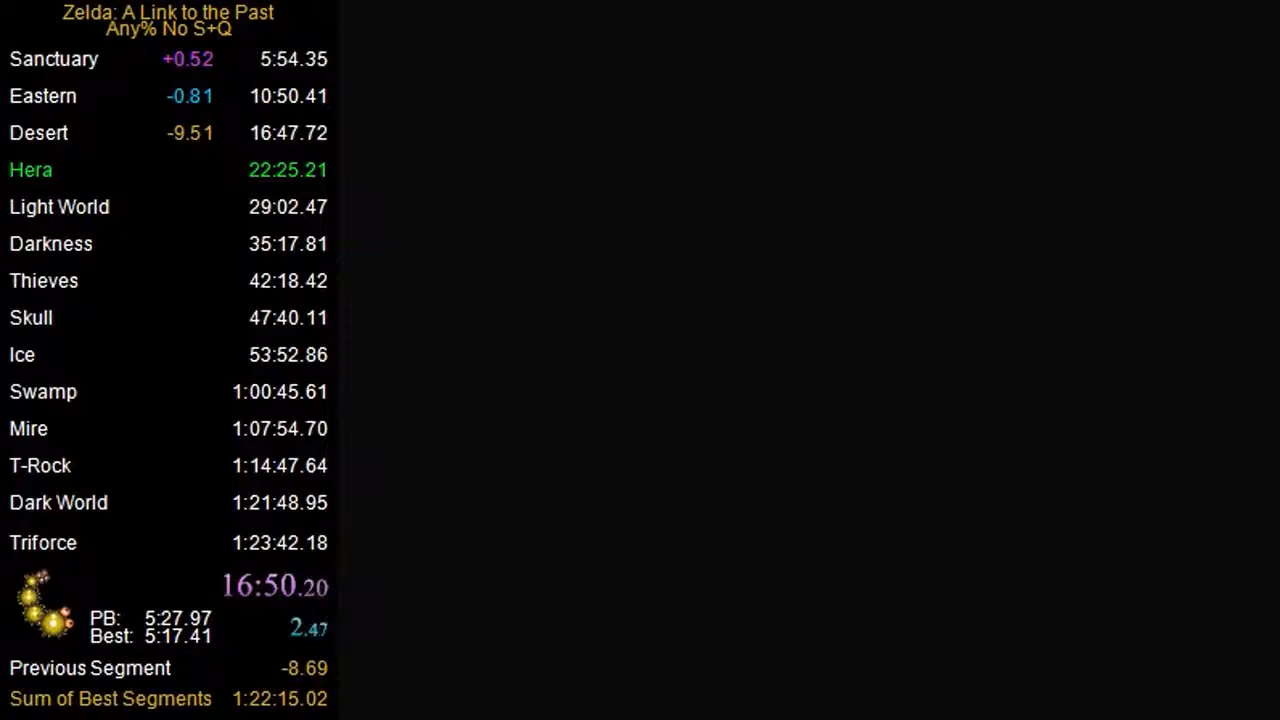 Zelda: A Link to the Past
Any% No S+Q
Sanctuary +0.52 5:54.35
Eastern -0.81 10:50.41
Desert -9.51 16:47.72
Hera 22:25.21
Light World 29:02.47
Darkness 35:17.81
Thieves 42:18.42
Skull 47:40.11
Ice 53:52.86
Swamp 1:00:45.61
Mire 1:07:54.70
T-Rock 1:14:47.64
Dark World 1:21:48.95
Triforce 1:23:42.18
16:50.20
PB: 5:27.97
Best: 5:17.41
2.47
Previous Segment -8.69
Sum of Best Segments 1:22:15.02